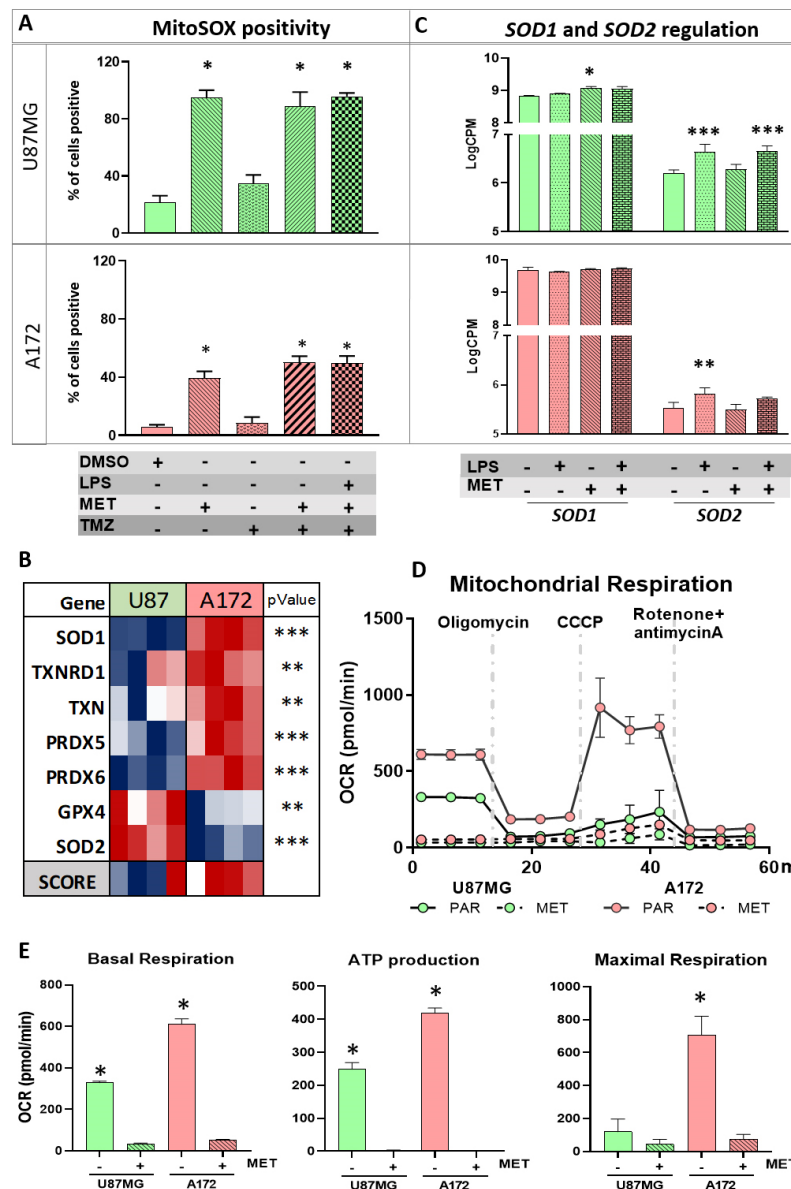 A
MitoSOX positivity
C
SOD1 and SOD2 regulation
U87MG
% of cells positive
120
80
40
0
* * *
LogCPM
10
9
8
7
6
5
* *** ***
A172
% of cells positive
120
80
40
0
* * *
LogCPM
10
9
8
7
6
5
**
DMSO + - - - -
LPS - - - - +
MET - + - + +
TMZ - - + + +
LPS - + - + - + - +
MET - - + + - - + +
SOD1 SOD2
B
Gene U87 A172 pValue
SOD1 ***
TXNRD1 **
TXN **
PRDX5 ***
PRDX6 ***
GPX4 **
SOD2 ***
SCORE
D
Mitochondrial Respiration
Oligomycin CCCP Rotenone+
antimycinA
OCR (pmol/min)
1500
1000
500
0
0 20 40 60 m
U87MG A172
PAR MET PAR MET
E
Basal Respiration
OCR (pmol/min)
800
600
400
200
0
* *
- + - + MET
U87MG A172
ATP production
500
400
300
200
100
0
* *
- + - + MET
U87MG A172
Maximal Respiration
1000
800
600
400
200
0
*
- + - + MET
U87MG A172